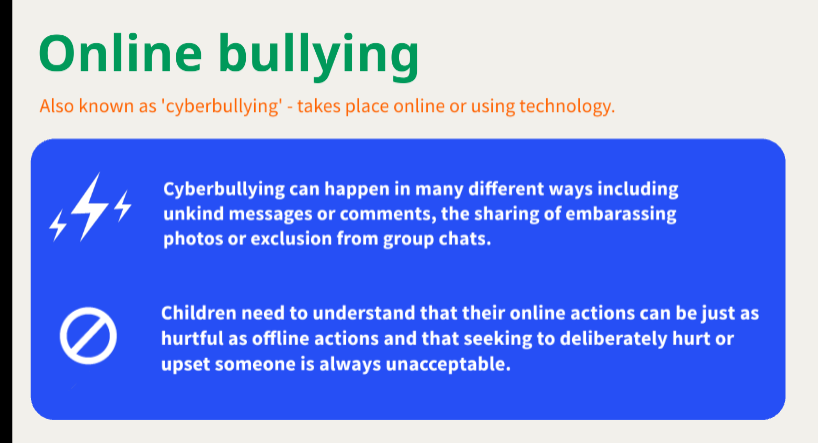 Online bullying
Also known as 'cyberbullying' - takes place online or using technology.
Cyberbullying can happen in many different ways including
unkind messages or comments, the sharing of embarassing
photos or exclusion from group chats.
Children need to understand that their online actions can be just as
hurtful as offline actions and that seeking to deliberately hurt or
upset someone is always unacceptable.